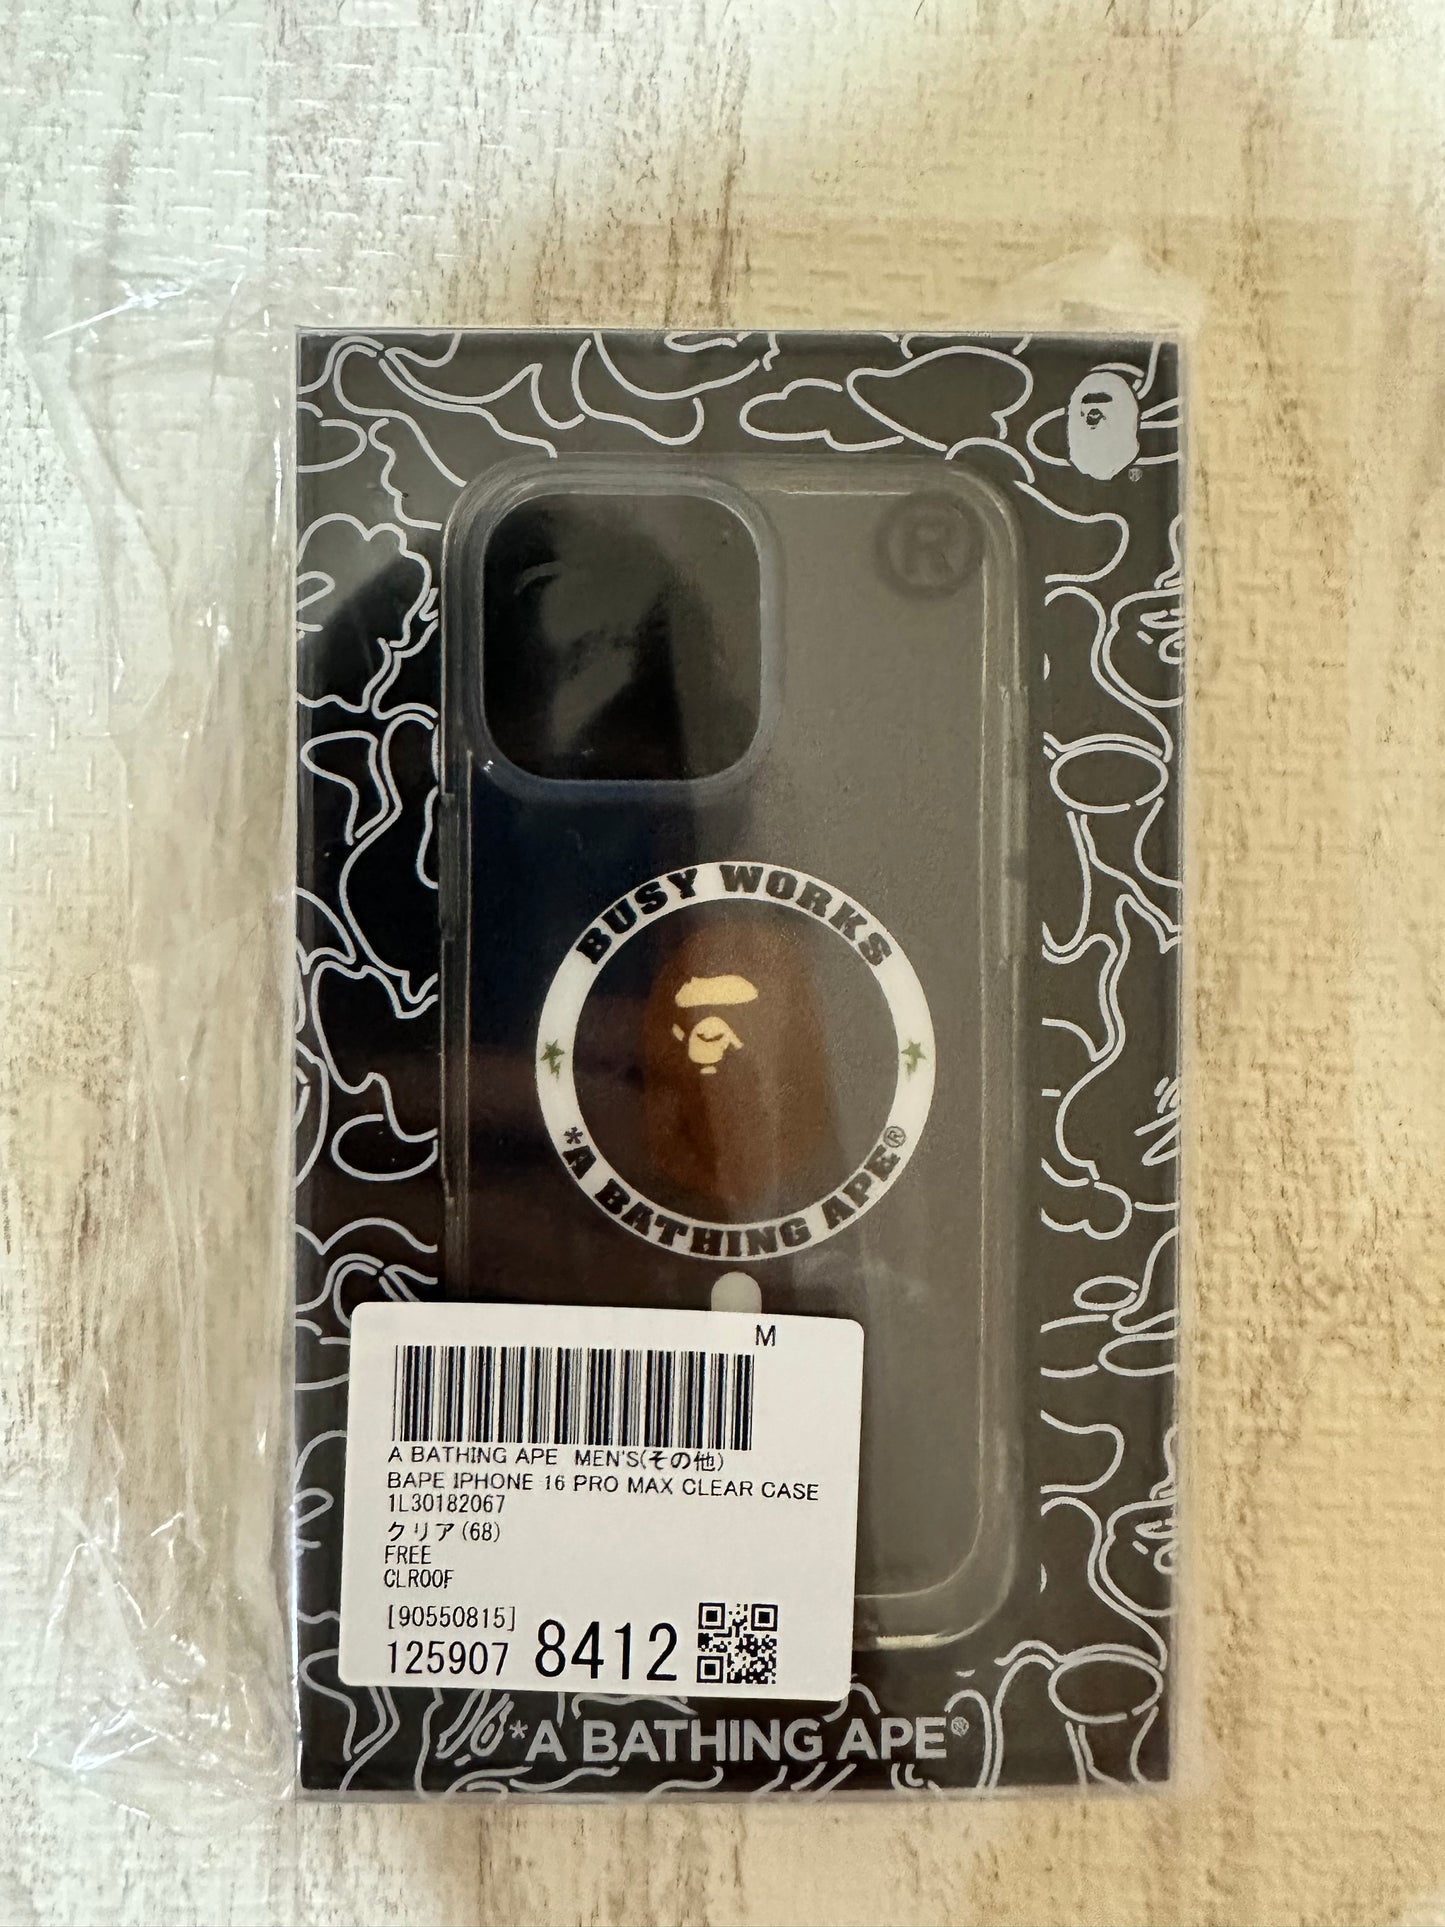 ®
®
BUSY WORKS
*A BATHING APE®
M
A BATHING APE MEN'S(その他)
BAPE IPHONE 16 PRO MAX CLEAR CASE
1L30182067
クリア(68)
FREE
CLR00F
[90550815]
125907 8412
*A BATHING APE®